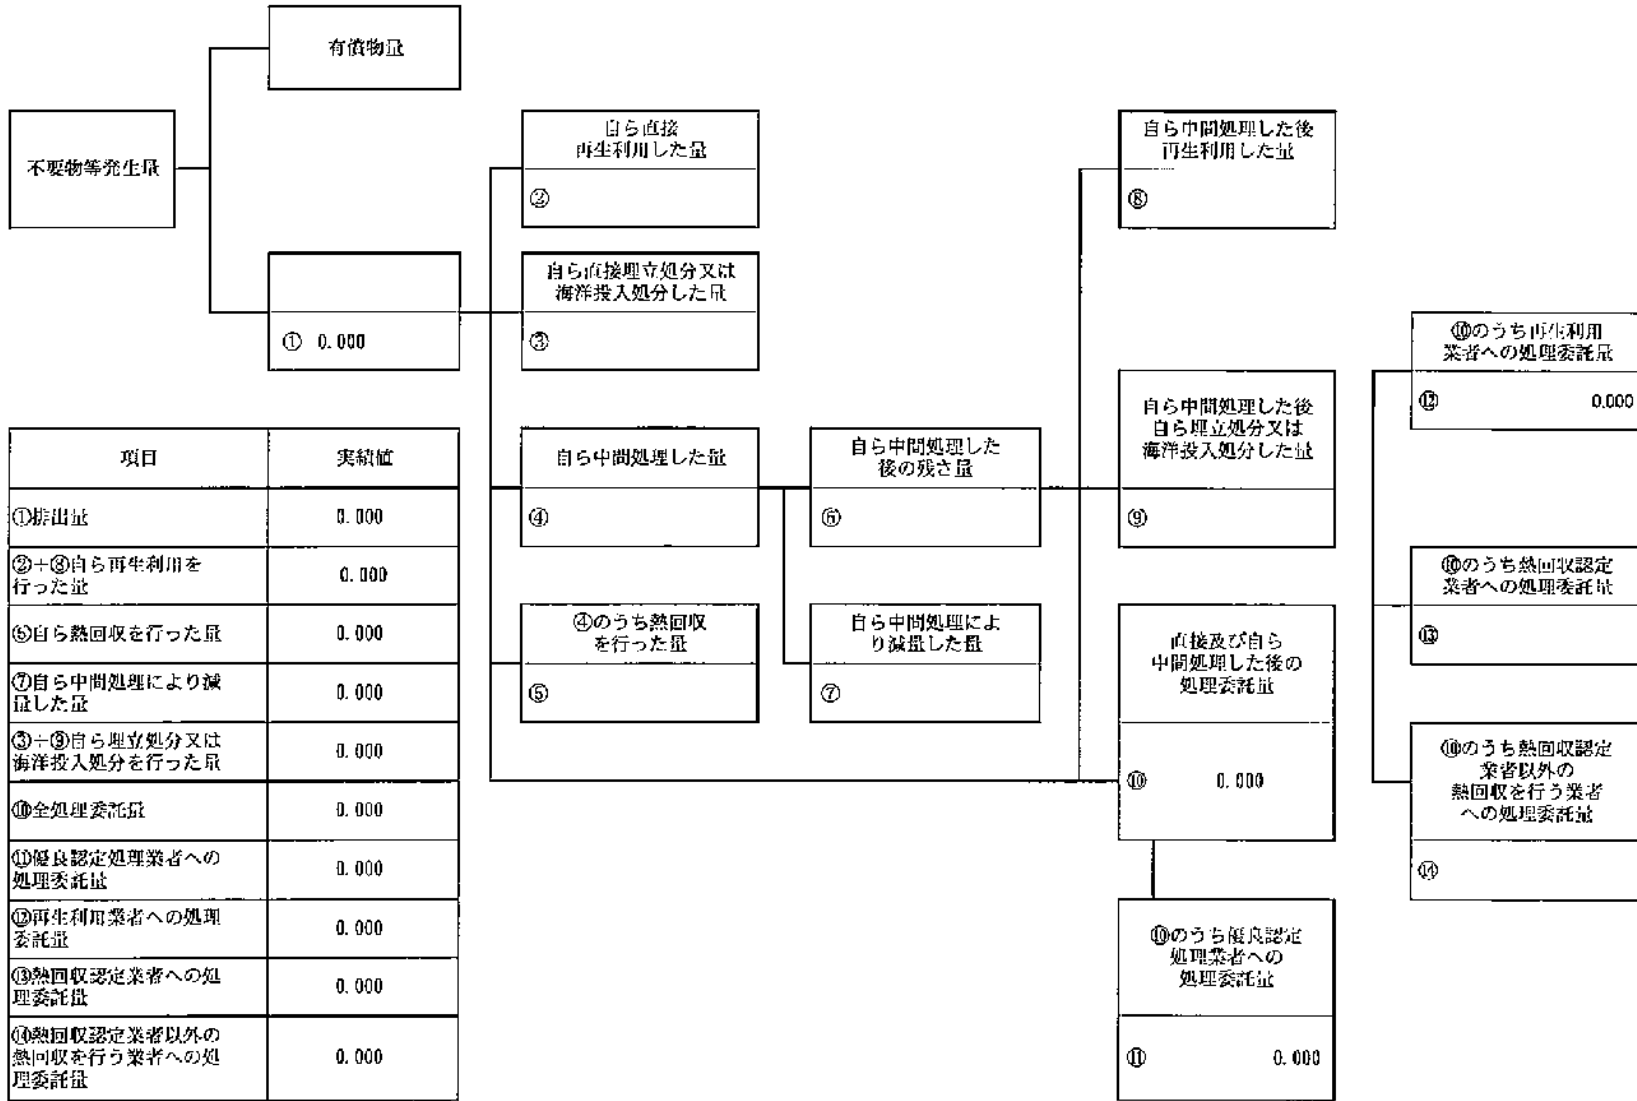 有償物量
不要物等発生量
自ら直接
再生利用した量
②
自ら中間処理した後
再生利用した量
⑧
① 0.000
自ら直接埋立処分又は
海洋投入処分した量
③
⑩のうち再生利用
業者への処理委託量
⑫ 0.000
自ら中間処理した量
④
自ら中間処理した
後の残さ量
⑥
自ら中間処理した後
自ら埋立処分又は
海洋投入処分した量
⑨
⑩のうち熱回収認定
業者への処理委託量
⑬
④のうち熱回収
を行った量
⑤
自ら中間処理によ
り減量した量
⑦
直接及び自ら
中間処理した後の
処理委託量
⑩ 0.000
⑩のうち熱回収認定
業者以外の
熱回収を行う業者
への処理委託量
⑭
⑩のうち優良認定
処理業者への
処理委託量
⑪ 0.000
項目 実績値
①排出量 0.000
②+⑧自ら再生利用を
行った量 0.000
⑤自ら熱回収を行った量 0.000
⑦自ら中間処理により減
量した量 0.000
③+⑨自ら埋立処分又は
海洋投入処分を行った量 0.000
⑩全処理委託量 0.000
⑪優良認定処理業者への
処理委託量 0.000
⑫再生利用業者への処理
委託量 0.000
⑬熱回収認定業者への処
理委託量 0.000
⑭熱回収認定業者以外の
熱回収を行う業者への処
理委託量 0.000